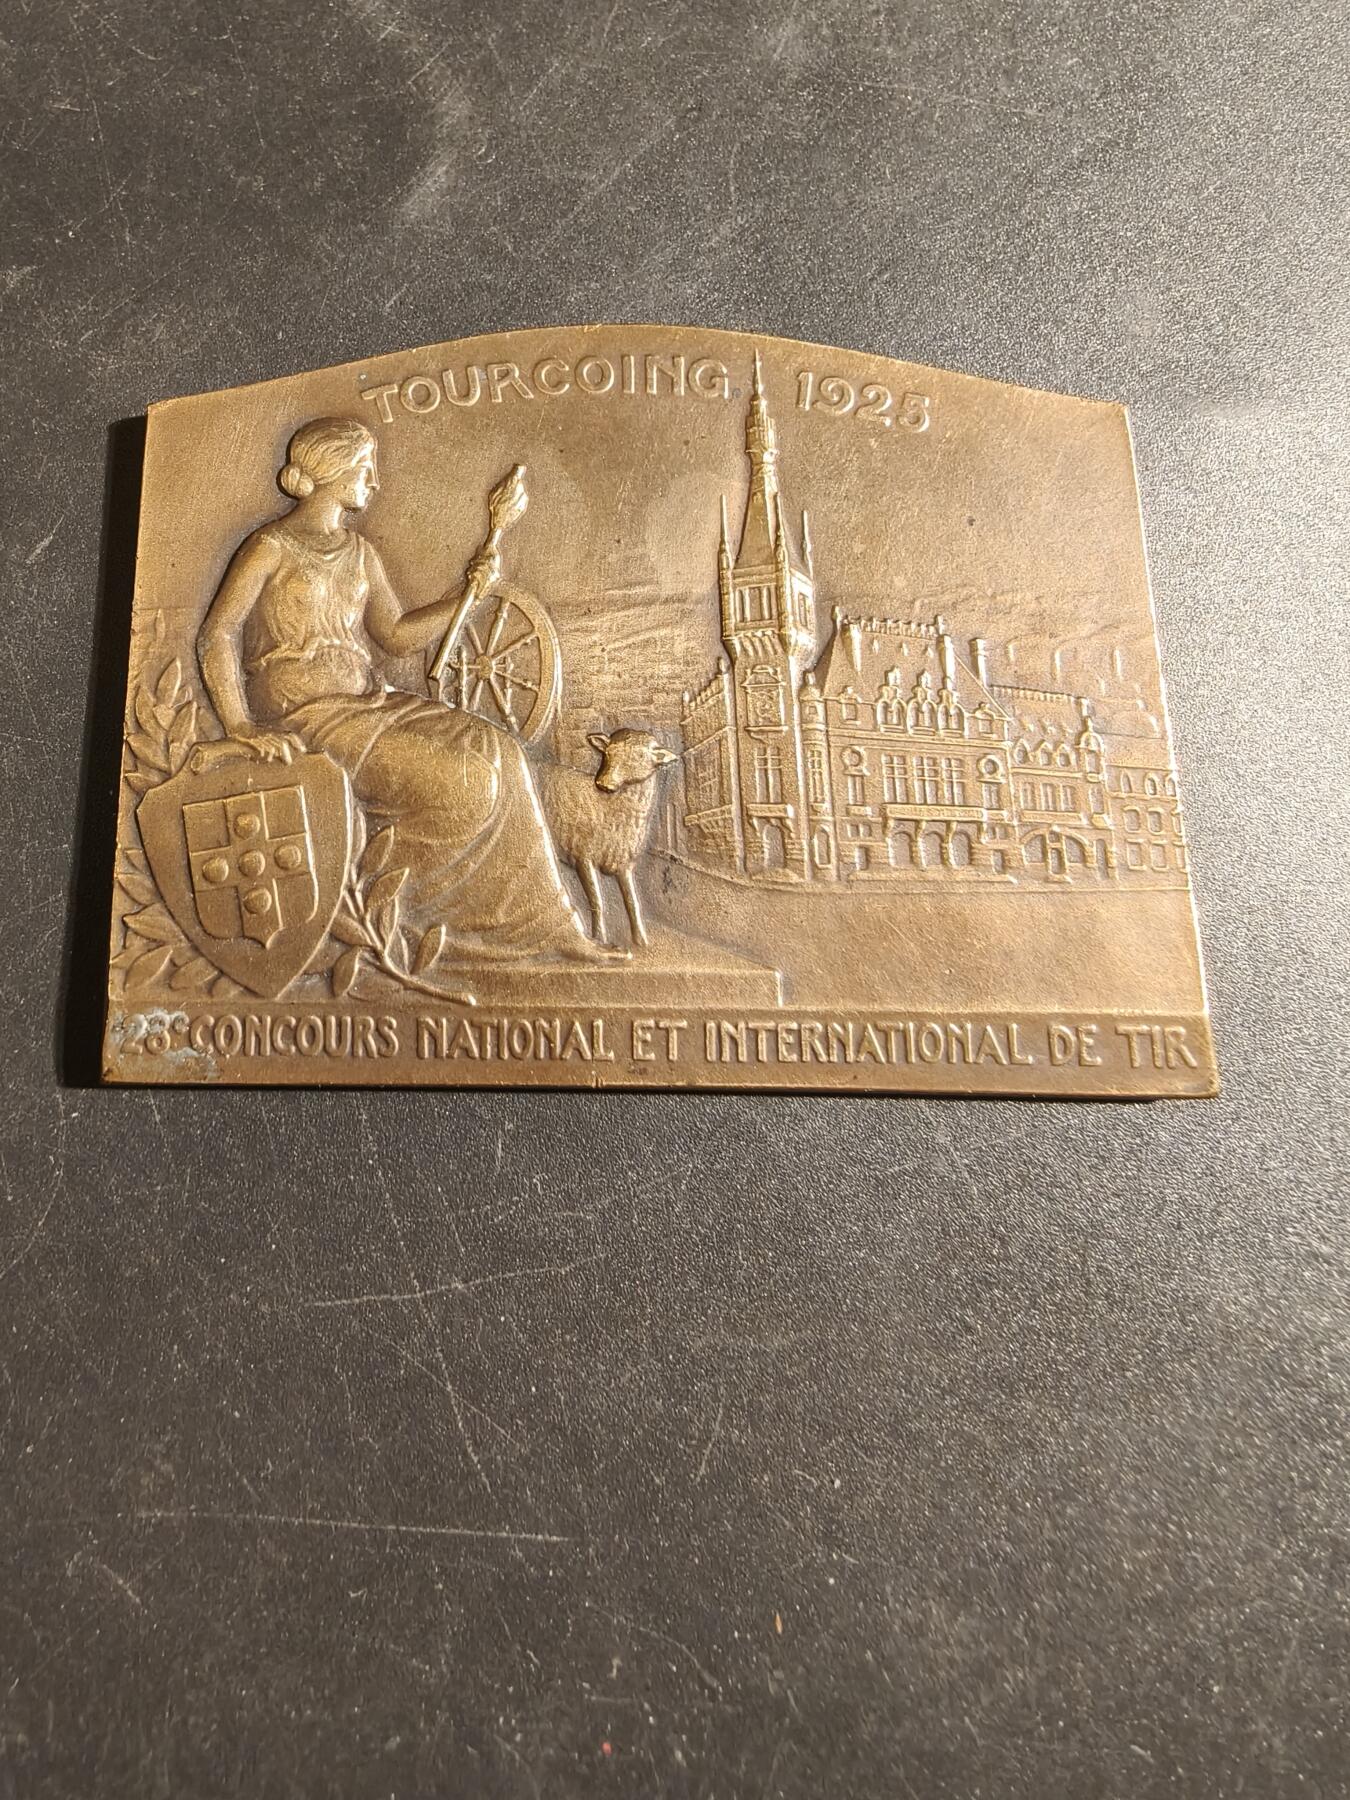 TOURCOING 1925
28e CONCOURS NATIONAL ET INTERNATIONAL DE TIR